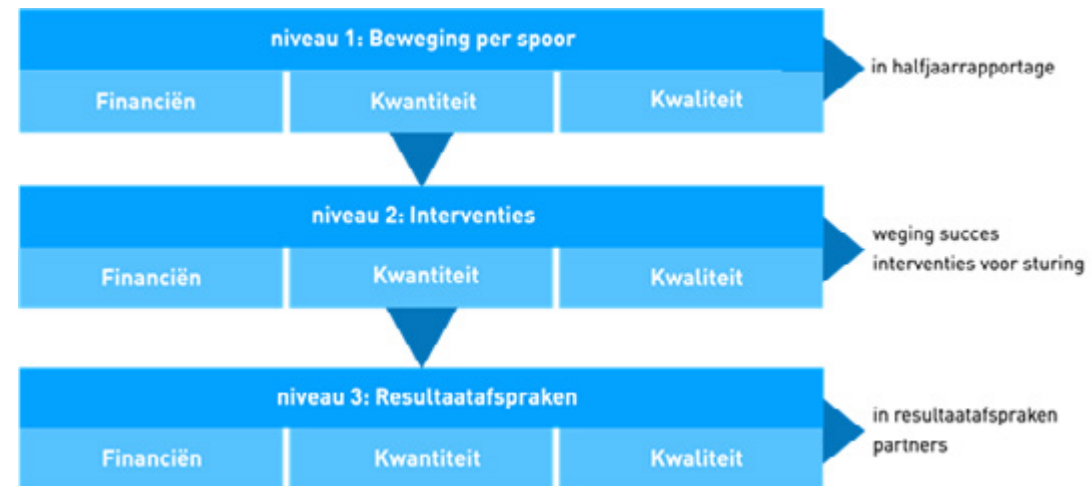 niveau 1: Beweging per spoor
Financiën
Kwantiteit
Kwaliteit
in halfjaarrapportage
niveau 2: Interventies
Financiën
Kwantiteit
Kwaliteit
weging succes
interventies voor sturing
niveau 3: Resultaatafspraken
Financiën
Kwantiteit
Kwaliteit
in resultaatafspraken
partners